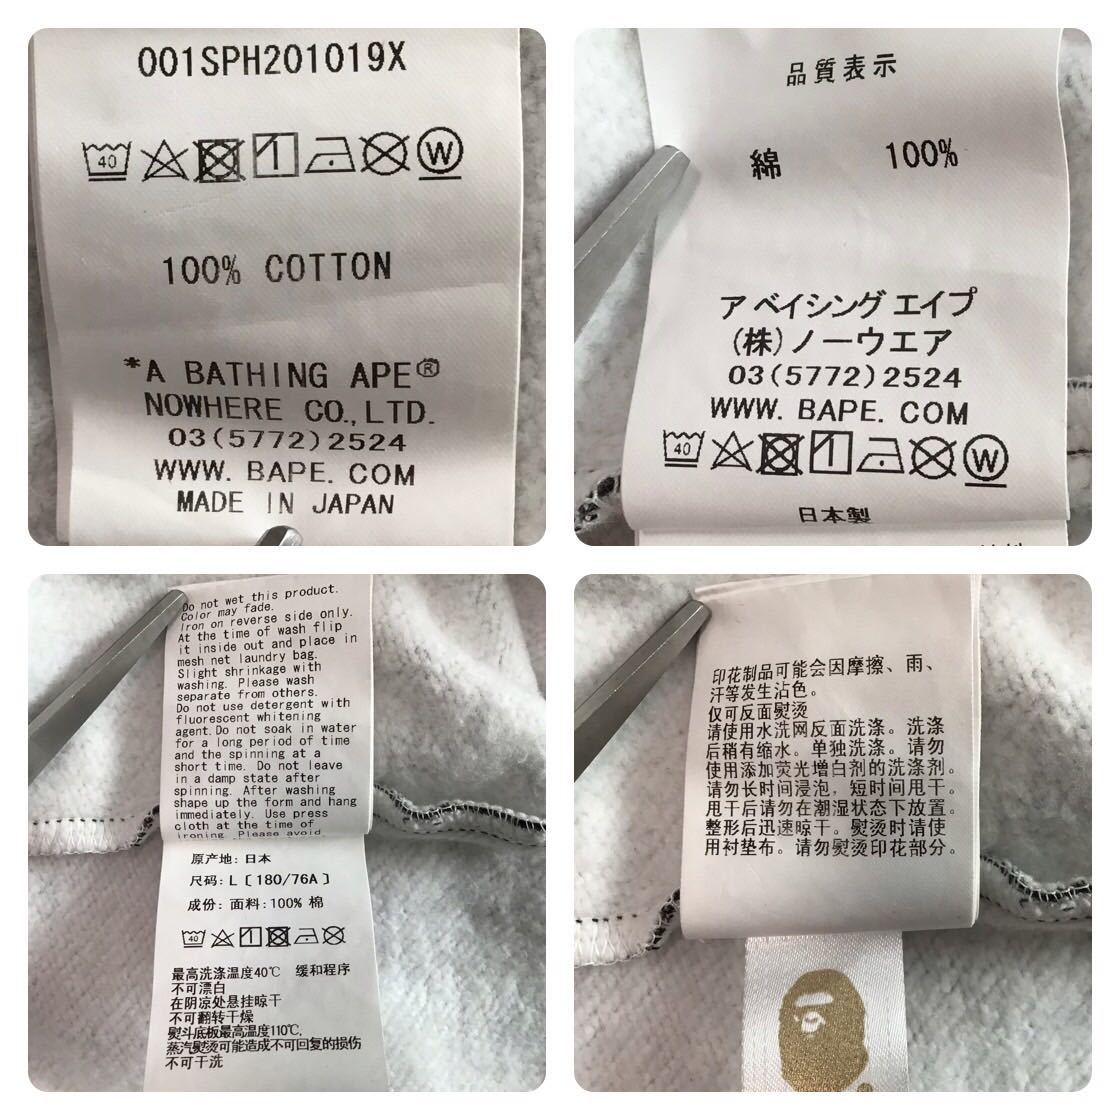 001SPH201019X
40
W
100% COTTON
*A BATHING APE®
NOWHERE CO.,LTD.
03(5772)2524
WWW. BAPE. COM
MADE IN JAPAN
品質表示
綿 100%
ア ベイシング エイプ
(株)ノーウエア
03(5772)2524
WWW. BAPE. COM
40
W
日本製
Do not wet this product.
Color may fade.
Iron on reverse side only.
At the time of wash flip
it inside out and place in
mesh net laundry bag.
Slight shrinkage with
washing. Please wash
separate from others.
Do not use detergent with
fluorescent whitening
agent.Do not soak in water
for a long period of time
and the spinning at a
short time. Do not leave
in a damp state after
spinning. After washing
shape up the form and hang
immediately. Use press
cloth at the time of
ironing. Please avoid
原产地: 日本
尺码: L〔180/76A〕
成份: 面料:100% 棉
40
最高洗涤温度40℃ 缓和程序
不可漂白
在阴凉处悬挂晾干
不可翻转干燥
熨斗底板最高温度110℃,
蒸汽熨烫可能造成不可回复的损伤
不可干洗
印花制品可能会因摩擦、雨、
汗等发生沾色。
仅可反面熨烫
请使用水洗网反面洗涤。洗涤
后稍有缩水。单独洗涤。请勿
使用添加荧光增白剂的洗涤剂。
请勿长时间浸泡，短时间甩干。
甩干后请勿在潮湿状态下放置。
整形后迅速晾干。熨烫时请使
用衬垫布。请勿熨烫印花部分。